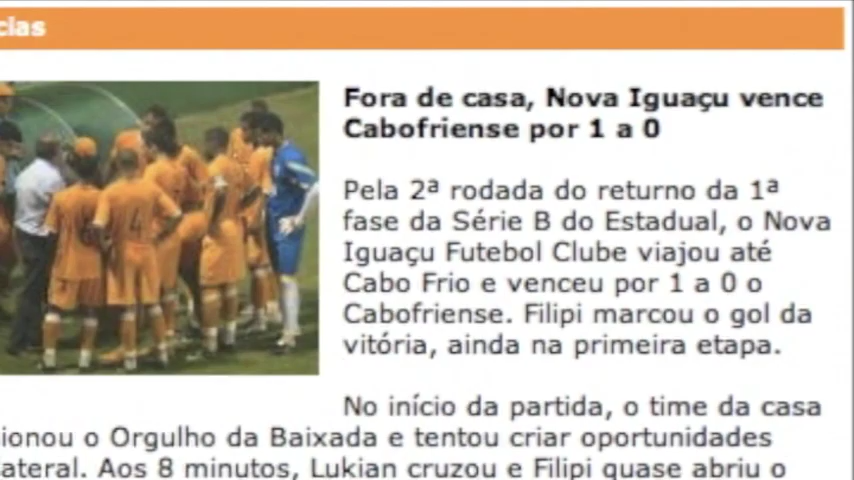 cias
Fora de casa, Nova Iguaçu vence
Cabofriense por 1 a 0
Pela 2ª rodada do returno da 1ª
fase da Série B do Estadual, o Nova
Iguaçu Futebol Clube viajou até
Cabo Frio e venceu por 1 a 0 o
Cabofriense. Filipi marcou o gol da
vitória, ainda na primeira etapa.
No início da partida, o time da casa
ionou o Orgulho da Baixada e tentou criar oportunidades
lateral. Aos 8 minutos, Lukian cruzou e Filipi quase abriu o